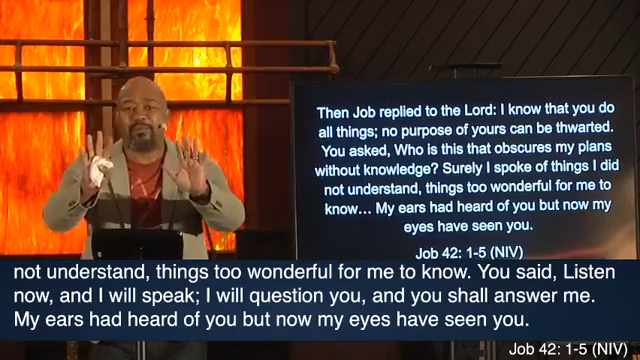 Then Job replied to the Lord: I know that you do
all things; no purpose of yours can be thwarted.
You asked, Who is this that obscures my plans
without knowledge? Surely I spoke of things I did
not understand, things too wonderful for me to
know... My ears had heard of you but now my
eyes have seen you.
Job 42: 1-5 (NIV)
not understand, things too wonderful for me to know. You said, Listen
now, and I will speak; I will question you, and you shall answer me.
My ears had heard of you but now my eyes have seen you.
Job 42: 1-5 (NIV)